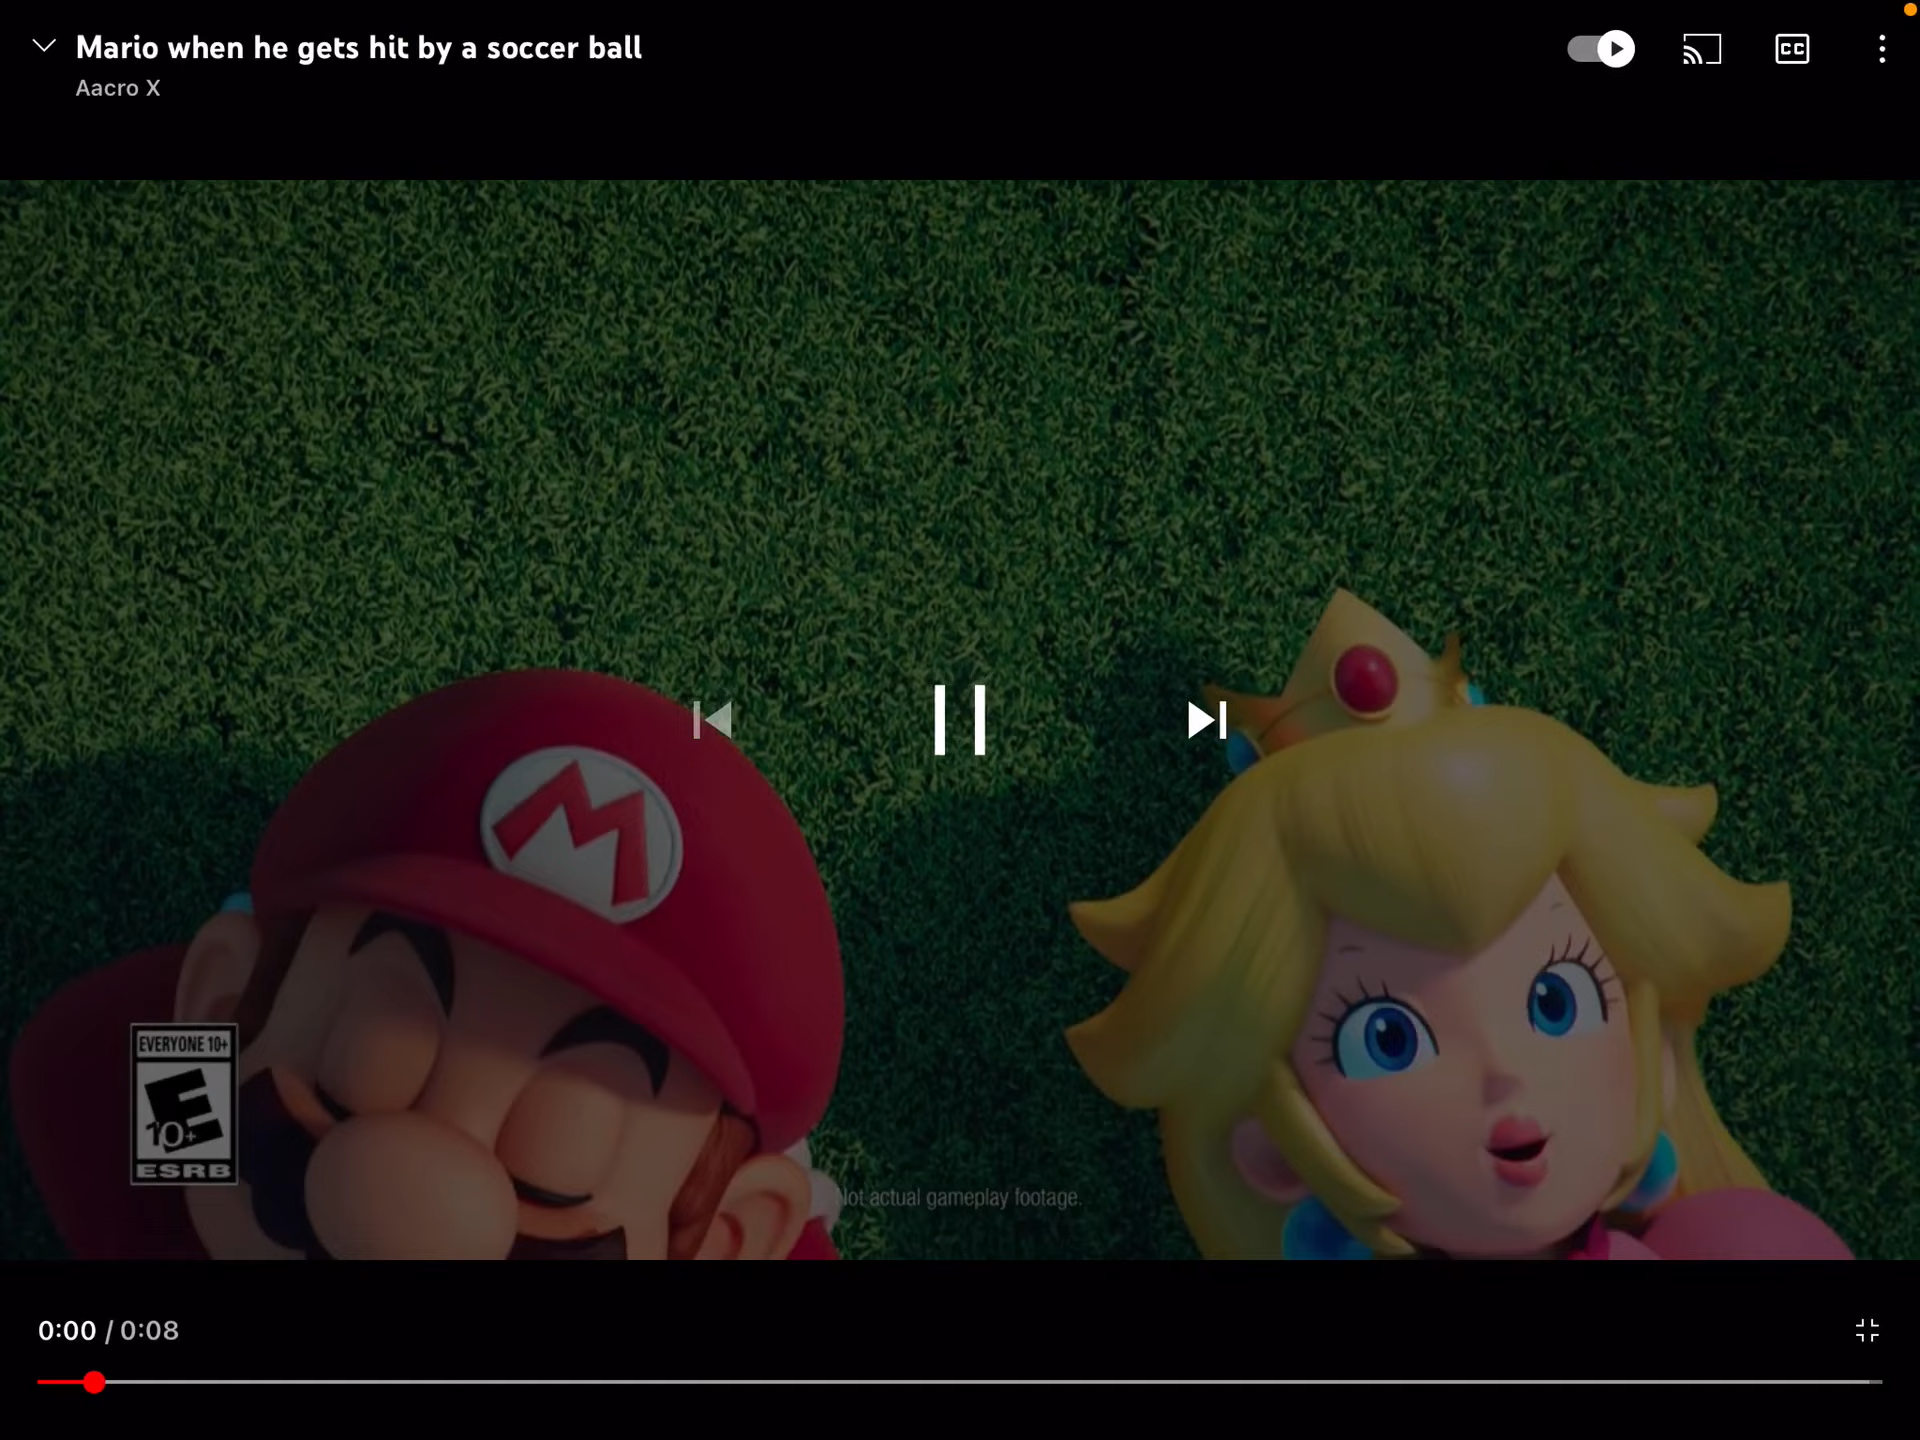 Mario when he gets hit by a soccer ball
Aacro X
CC
M
EVERYONE 10+
E
10+
ESRB
Not actual gameplay footage.
0:00 / 0:08